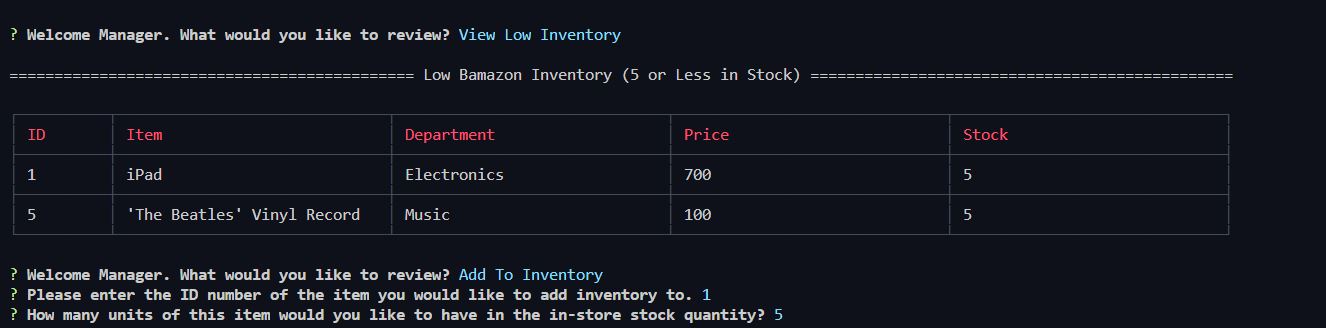 ? Welcome Manager. What would you like to review? View Low Inventory
============================================= Low Bamazon Inventory (5 or Less in Stock) ===============================================
ID Item Department Price Stock
1 iPad Electronics 700 5
5 'The Beatles' Vinyl Record Music 100 5
? Welcome Manager. What would you like to review? Add To Inventory
? Please enter the ID number of the item you would like to add inventory to. 1
? How many units of this item would you like to have in the in-store stock quantity? 5